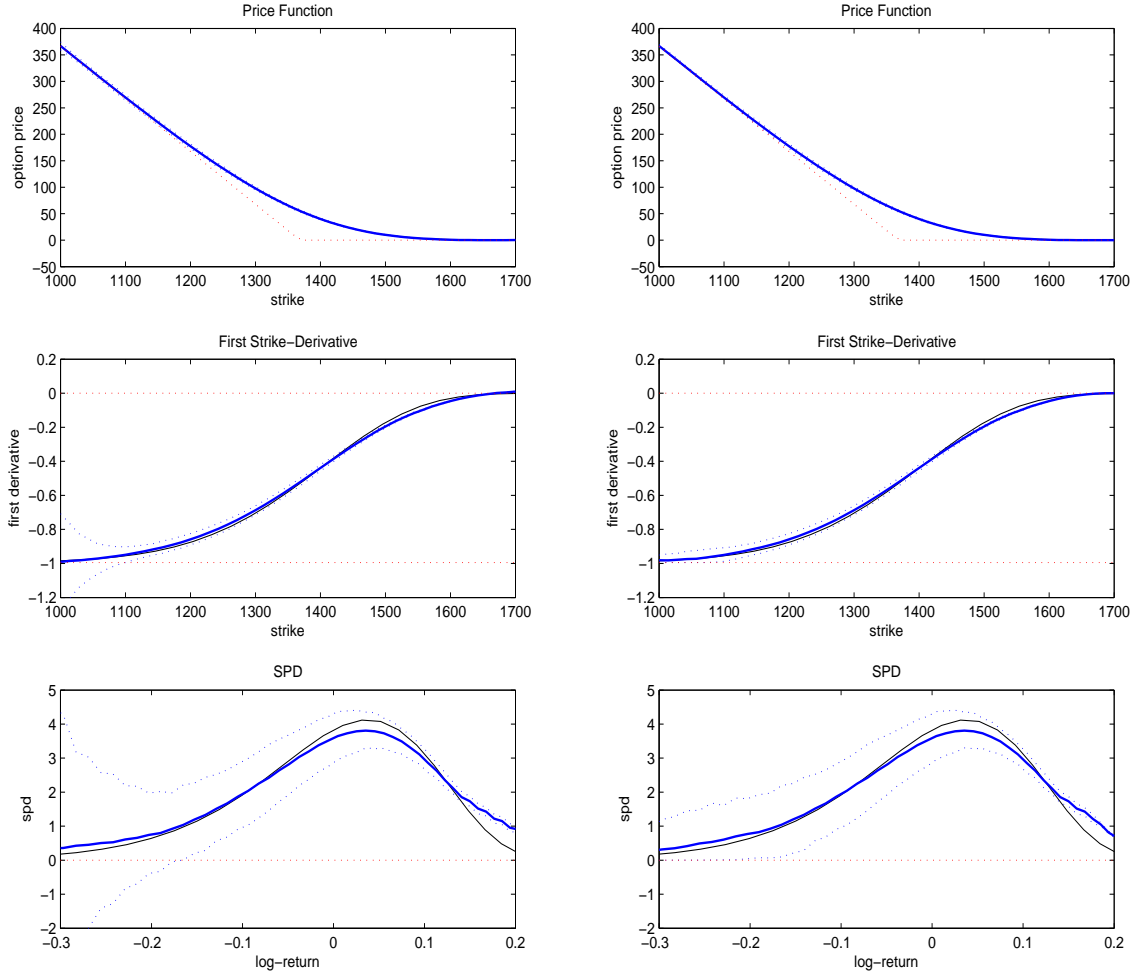 Price Function
option price
400
350
300
250
200
150
100
50
0
−50
1000 1100 1200 1300 1400 1500 1600 1700
strike
Price Function
option price
400
350
300
250
200
150
100
50
0
−50
1000 1100 1200 1300 1400 1500 1600 1700
strike
First Strike−Derivative
first derivative
0.2
0
−0.2
−0.4
−0.6
−0.8
−1
−1.2
1000 1100 1200 1300 1400 1500 1600 1700
strike
First Strike−Derivative
first derivative
0.2
0
−0.2
−0.4
−0.6
−0.8
−1
−1.2
1000 1100 1200 1300 1400 1500 1600 1700
strike
SPD
spd
5
4
3
2
1
0
−1
−2
−0.3 −0.2 −0.1 0 0.1 0.2
log−return
SPD
spd
5
4
3
2
1
0
−1
−2
−0.3 −0.2 −0.1 0 0.1 0.2
log−return